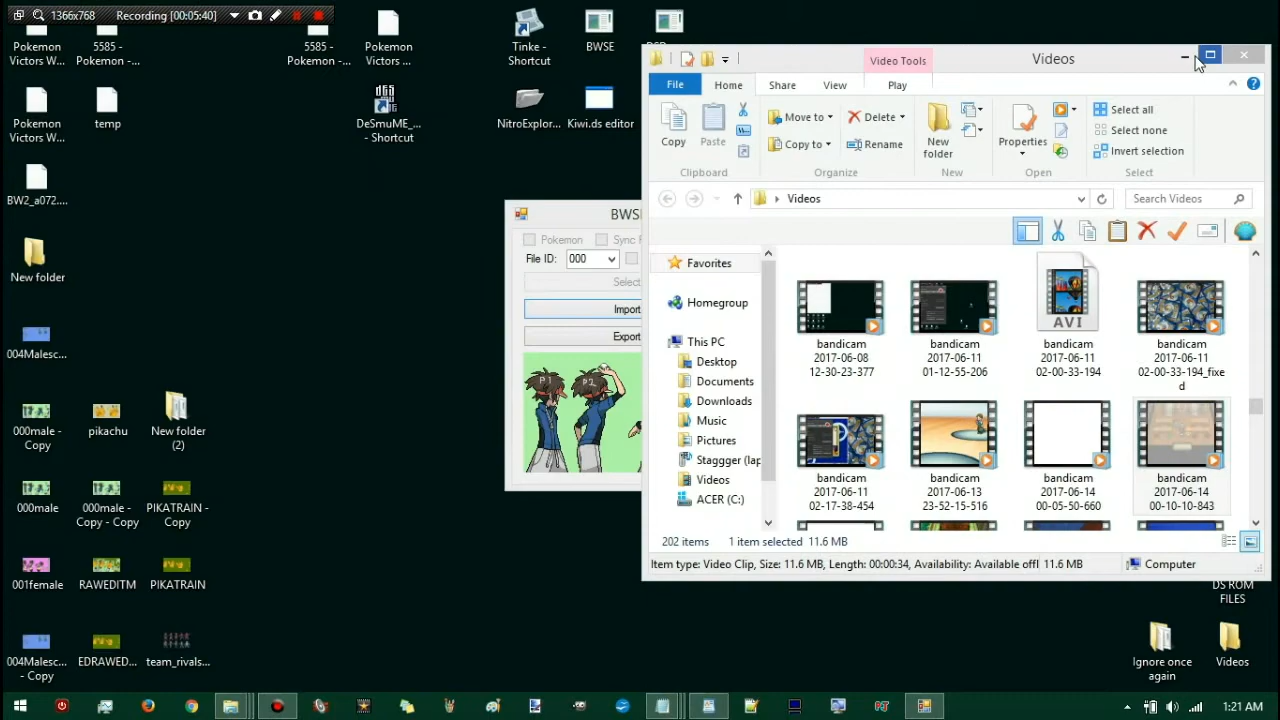 1366x768 Recording [00:05:40]
Pokemon Victors W...
5585 - Pokemon -...
5585 - Pokemon -...
Pokemon Victors ...
Tinke - Shortcut
BWSE
Pokemon Victors W...
temp
DeSmuME_... - Shortcut
NitroExplor...
Kiwi.ds editor
BW2_a072....
New folder
004Malesc...
000male - Copy
pikachu
New folder (2)
000male
000male - Copy - Copy
PIKATRAIN - Copy
001female
RAWEDITM
PIKATRAIN
004Malesc... - Copy
EDRAWED...
team_rivals...
BWSE
Pokemon
Sync
File ID: 000
Select
Import
Export
P1
P2
Video Tools
Videos
File Home Share View Play
Copy
Paste
Clipboard
Move to
Copy to
Delete
Rename
Organize
New folder
New
Properties
Open
Select all
Select none
Invert selection
Select
Videos
Search Videos
Favorites
Homegroup
This PC
Desktop
Documents
Downloads
Music
Pictures
Staggger (lap
Videos
ACER (C:)
AVI
bandicam 2017-06-08 12-30-23-377
bandicam 2017-06-11 01-12-55-206
bandicam 2017-06-11 02-00-33-194
bandicam 2017-06-11 02-00-33-194_fixed
bandicam 2017-06-11 02-17-38-454
bandicam 2017-06-13 23-52-15-516
bandicam 2017-06-14 00-05-50-660
bandicam 2017-06-14 00-10-10-843
202 items 1 item selected 11.6 MB
Item type: Video Clip, Size: 11.6 MB, Length: 00:00:34, Availability: Available offl 11.6 MB Computer
DS ROM FILES
Ignore once again
Videos
1:21 AM